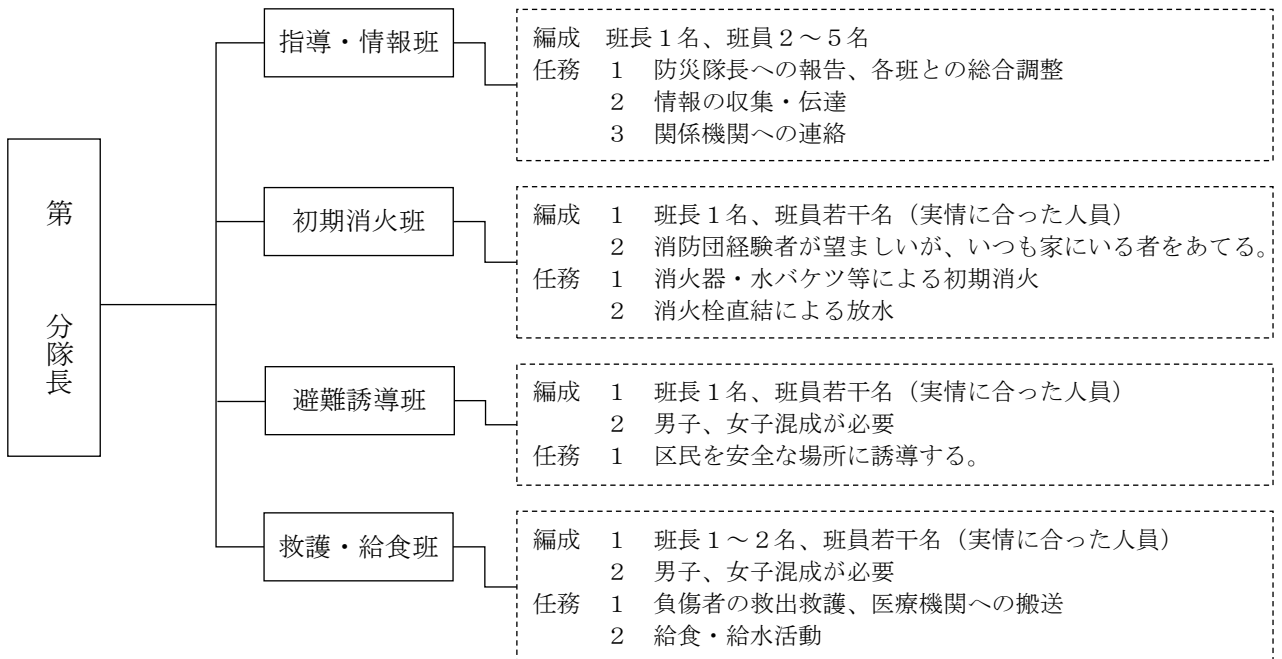 第　　分隊長
指導・情報班
編成　班長１名、班員２～５名
任務　１　防災隊長への報告、各班との総合調整
２　情報の収集・伝達
３　関係機関への連絡
初期消火班
編成　１　班長１名、班員若干名（実情に合った人員）
２　消防団経験者が望ましいが、いつも家にいる者をあてる。
任務　１　消火器・水バケツ等による初期消火
２　消火栓直結による放水
避難誘導班
編成　１　班長１名、班員若干名（実情に合った人員）
２　男子、女子混成が必要
任務　１　区民を安全な場所に誘導する。
救護・給食班
編成　１　班長１～２名、班員若干名（実情に合った人員）
２　男子、女子混成が必要
任務　１　負傷者の救出救護、医療機関への搬送
２　給食・給水活動